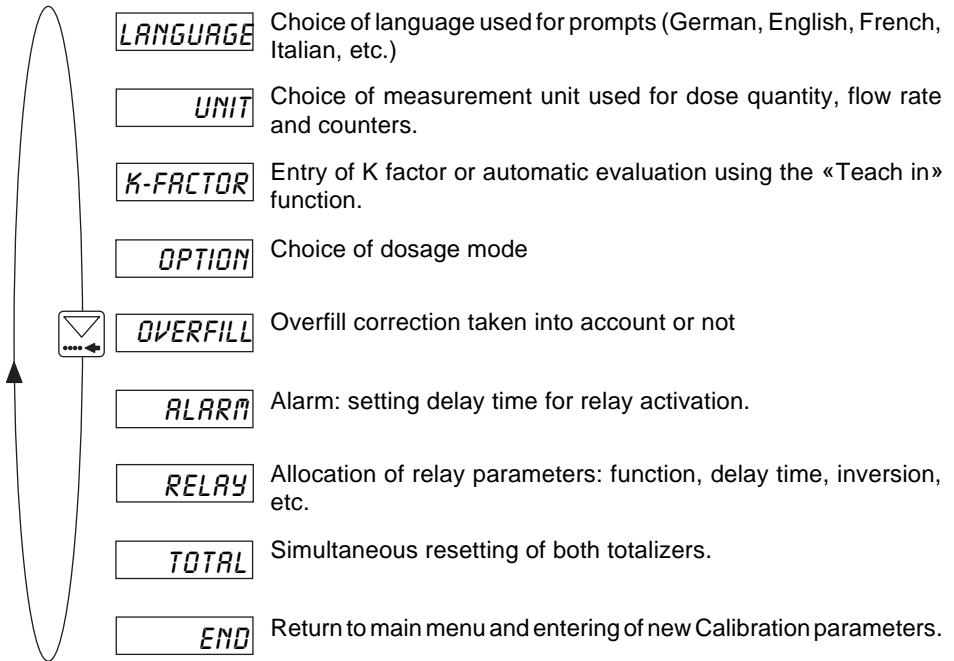 LANGUAGE Choice of language used for prompts (German, English, French,
Italian, etc.)
UNIT Choice of measurement unit used for dose quantity, flow rate
and counters.
K-FACTOR Entry of K factor or automatic evaluation using the «Teach in»
function.
OPTION Choice of dosage mode
OVERFILL Overfill correction taken into account or not
ALARM Alarm: setting delay time for relay activation.
RELAY Allocation of relay parameters: function, delay time, inversion,
etc.
TOTAL Simultaneous resetting of both totalizers.
END Return to main menu and entering of new Calibration parameters.